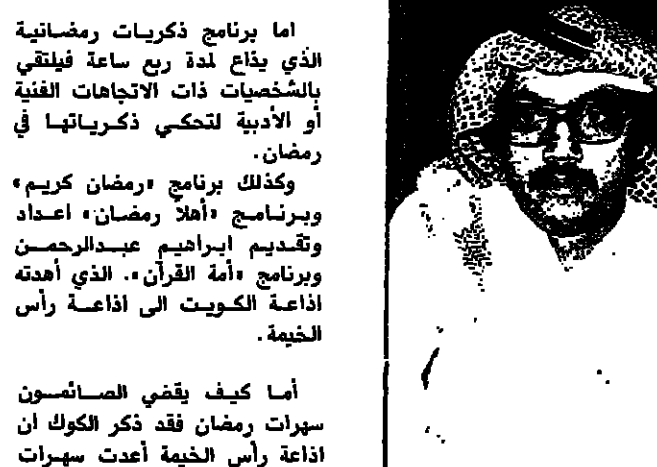 اما برنامج ذكريات رمضانية
الذي يذاع لمدة ربع ساعة فيلتقي
بالشخصيات ذات الاتجاهات الفنية
أو الأدبية لتحكي ذكرياتها في
رمضان.
وكذلك برنامج «رمضان كريم»
وبرنامج «أهلاً رمضان» اعداد
وتقديم ابراهيم عبدالرحمن
وبرنامج «أمة القرآن». الذي أهدته
اذاعة الكويت الى اذاعة رأس
الخيمة.
أما كيف يقضي الصائمون
سهرات رمضان فقد ذكر الكوك ان
اذاعة رأس الخيمة أعدت سهرات